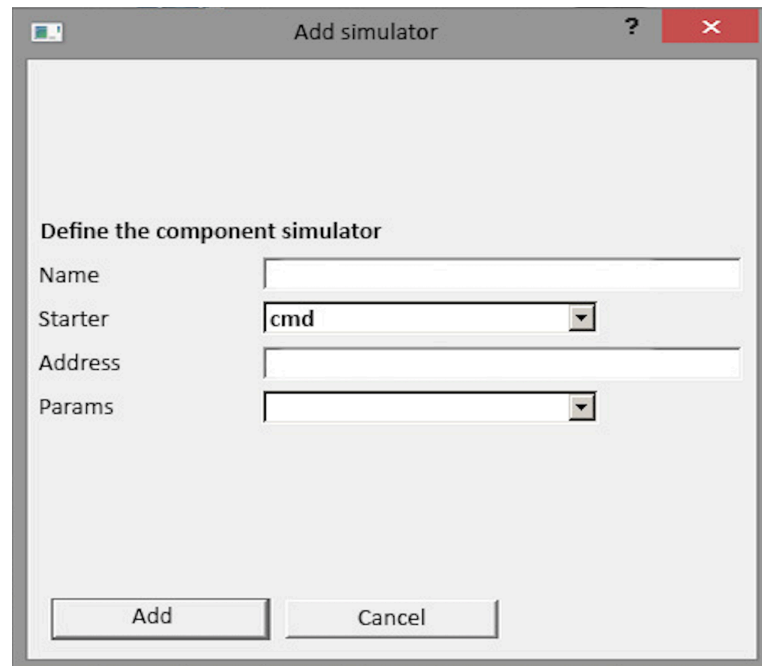 Add simulator ?
Define the component simulator
Name
Starter cmd
Address
Params
Add Cancel